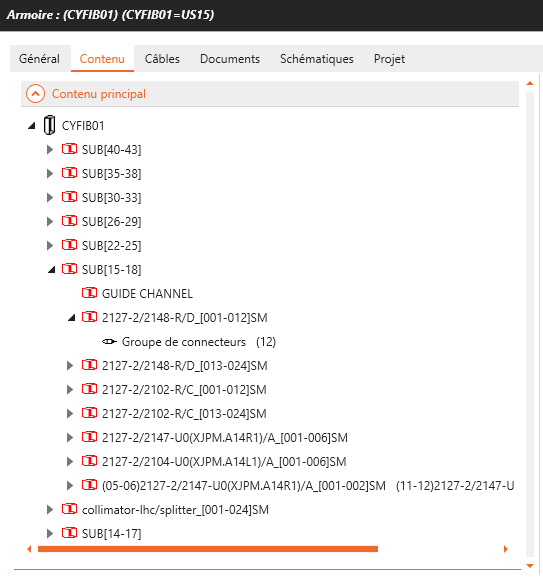 Armoire : (CYFIB01) (CYFIB01=US15)
Général Contenu Câbles Documents Schématiques Projet
Contenu principal
CYFIB01
SUB[40-43]
SUB[35-38]
SUB[30-33]
SUB[26-29]
SUB[22-25]
SUB[15-18]
GUIDE CHANNEL
2127-2/2148-R/D_[001-012]SM
Groupe de connecteurs (12)
2127-2/2148-R/D_[013-024]SM
2127-2/2102-R/C_[001-012]SM
2127-2/2102-R/C_[013-024]SM
2127-2/2147-U0(XJPM.A14R1)/A_[001-006]SM
2127-2/2104-U0(XJPM.A14L1)/A_[001-006]SM
(05-06)2127-2/2147-U0(XJPM.A14R1)/A_[001-002]SM (11-12)2127-2/2147-U
collimator-lhc/splitter_[001-024]SM
SUB[14-17]